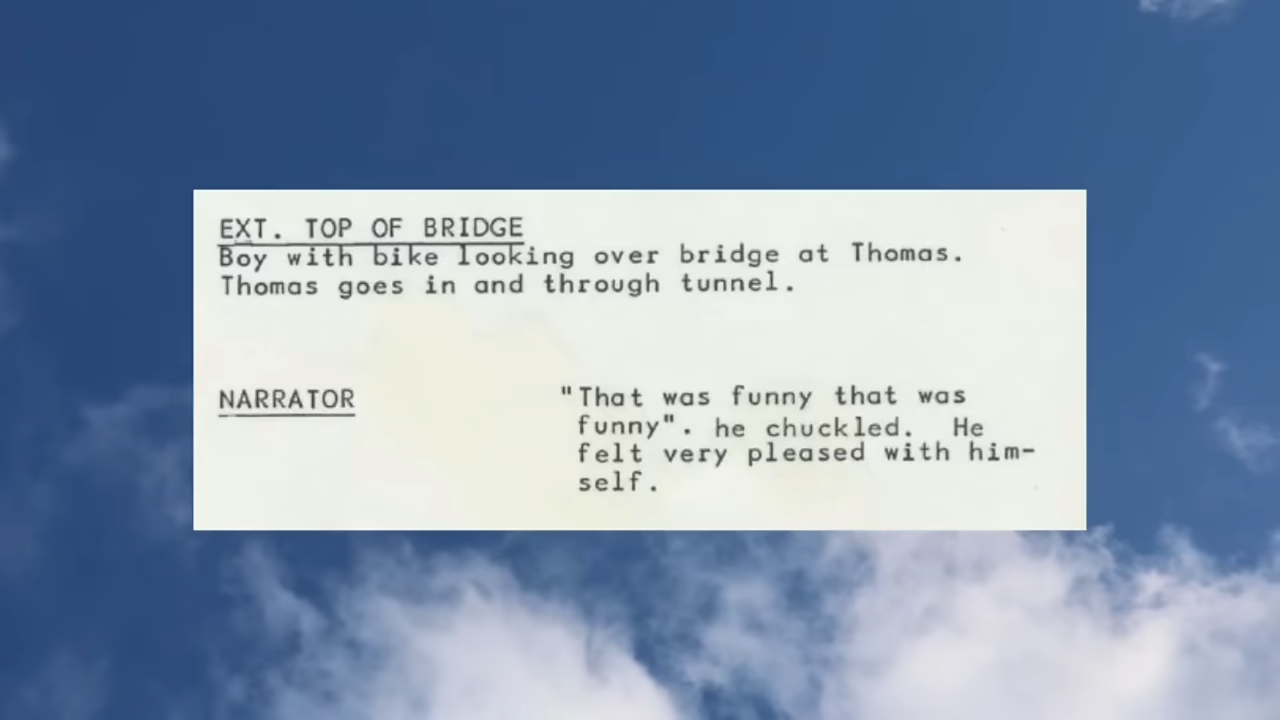 EXT. TOP OF BRIDGE
Boy with bike looking over bridge at Thomas.
Thomas goes in and through tunnel.
NARRATOR
"That was funny that was
funny". he chuckled. He
felt very pleased with him-
self.